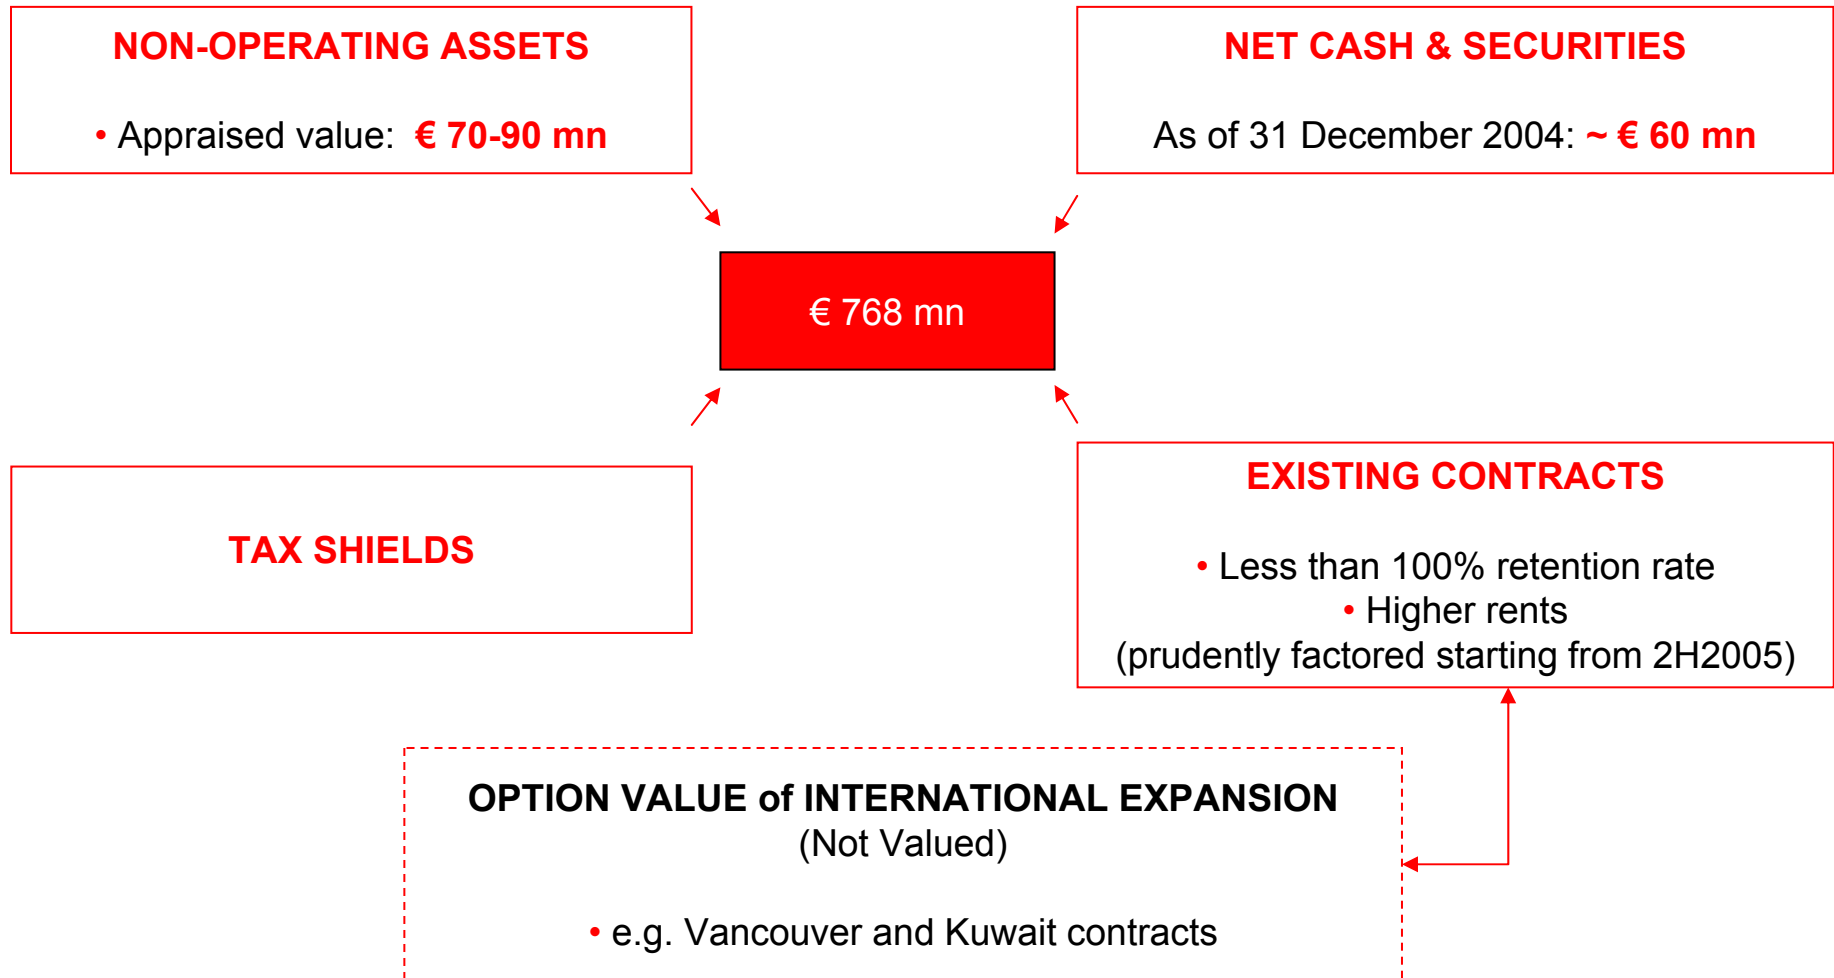 NON-OPERATING ASSETS
• Appraised value: € 70-90 mn
NET CASH & SECURITIES
As of 31 December 2004: ~ € 60 mn
€ 768 mn
TAX SHIELDS
EXISTING CONTRACTS
• Less than 100% retention rate
• Higher rents
(prudently factored starting from 2H2005)
OPTION VALUE of INTERNATIONAL EXPANSION
(Not Valued)
• e.g. Vancouver and Kuwait contracts